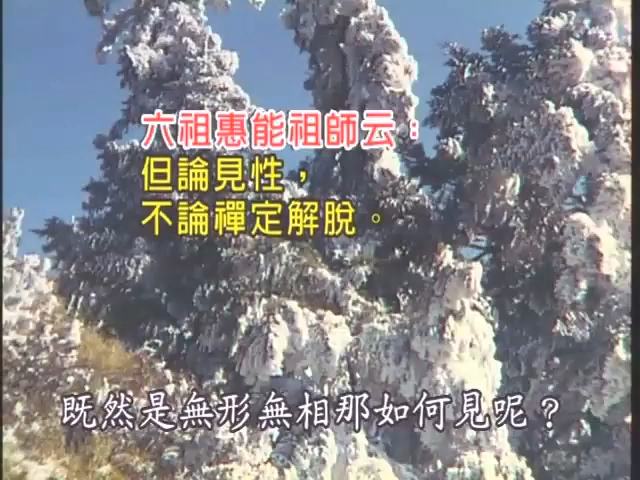 六祖惠能祖師云：
但論見性，
不論禪定解脫。
既然是無形無相那如何見呢？